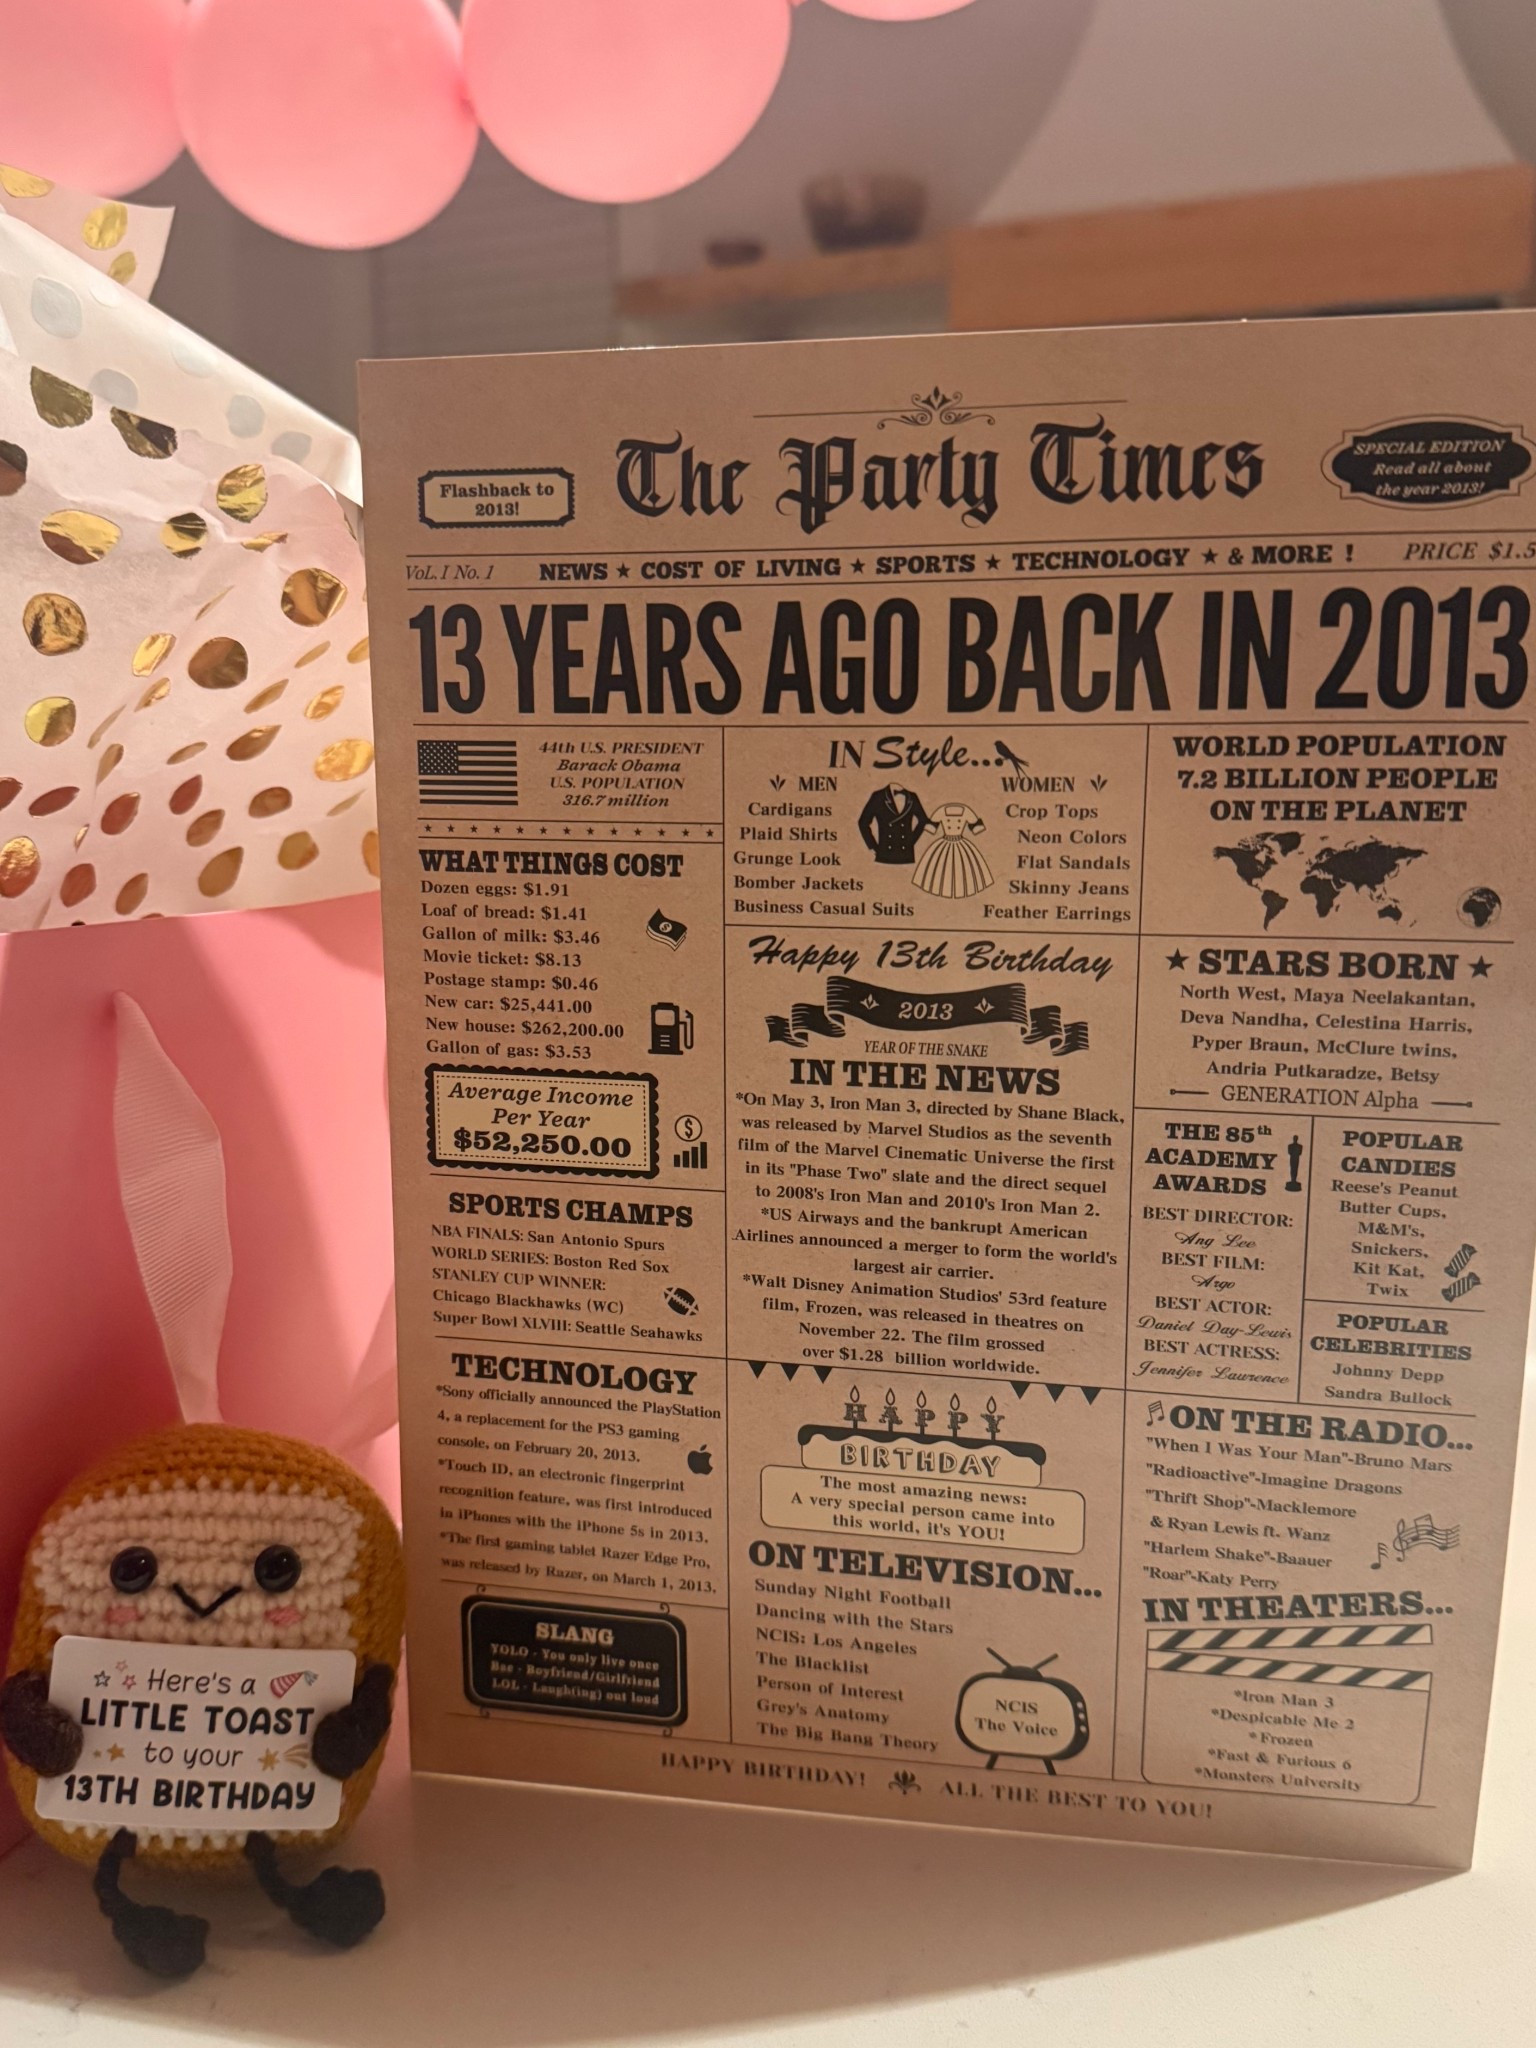 Flashback to
2013!
The Party Times
SPECIAL EDITION
Read all about
the year 2013!
VoL. I No. 1
NEWS ★ COST OF LIVING ★ SPORTS ★ TECHNOLOGY ★ & MORE !
PRICE $1.5
13 YEARS AGO BACK IN 2013
44th U.S. PRESIDENT
Barack Obama
U.S. POPULATION
316.7 million
WHAT THINGS COST
Dozen eggs: $1.91
Loaf of bread: $1.41
Gallon of milk: $3.46
Movie ticket: $8.13
Postage stamp: $0.46
New car: $25,441.00
New house: $262,200.00
Gallon of gas: $3.53
Average Income
Per Year
$52,250.00
SPORTS CHAMPS
NBA FINALS: San Antonio Spurs
WORLD SERIES: Boston Red Sox
STANLEY CUP WINNER:
Chicago Blackhawks (WC)
Super Bowl XLVIII: Seattle Seahawks
TECHNOLOGY
*Sony officially announced the PlayStation
4, a replacement for the PS3 gaming
console, on February 20, 2013.
*Touch ID, an electronic fingerprint
recognition feature, was first introduced
in iPhones with the iPhone 5s in 2013.
*The first gaming tablet Razer Edge Pro,
was released by Razer, on March 1, 2013.
SLANG
YOLO - You only live once
Bae - Boyfriend/Girlfriend
LOL - Laugh(ing) out loud
IN Style...
MEN
Cardigans
Plaid Shirts
Grunge Look
Bomber Jackets
Business Casual Suits
WOMEN
Crop Tops
Neon Colors
Flat Sandals
Skinny Jeans
Feather Earrings
Happy 13th Birthday
2013
YEAR OF THE SNAKE
IN THE NEWS
*On May 3, Iron Man 3, directed by Shane Black,
was released by Marvel Studios as the seventh
film of the Marvel Cinematic Universe the first
in its "Phase Two" slate and the direct sequel
to 2008's Iron Man and 2010's Iron Man 2.
*US Airways and the bankrupt American
Airlines announced a merger to form the world's
largest air carrier.
*Walt Disney Animation Studios' 53rd feature
film, Frozen, was released in theatres on
November 22. The film grossed
over $1.28 billion worldwide.
HAPPY
BIRTHDAY
The most amazing news:
A very special person came into
this world, it's YOU!
ON TELEVISION...
Sunday Night Football
Dancing with the Stars
NCIS: Los Angeles
The Blacklist
Person of Interest
Grey's Anatomy
The Big Bang Theory
NCIS
The Voice
WORLD POPULATION
7.2 BILLION PEOPLE
ON THE PLANET
★ STARS BORN ★
North West, Maya Neelakantan,
Deva Nandha, Celestina Harris,
Pyper Braun, McClure twins,
Andria Putkaradze, Betsy
GENERATION Alpha
THE 85th
ACADEMY
AWARDS
BEST DIRECTOR:
Ang Lee
BEST FILM:
Argo
BEST ACTOR:
Daniel Day-Lewis
BEST ACTRESS:
Jennifer Laurence
POPULAR
CANDIES
Reese's Peanut
Butter Cups,
M&M's,
Snickers,
Kit Kat,
Twix
POPULAR
CELEBRITIES
Johnny Depp
Sandra Bullock
ON THE RADIO...
"When I Was Your Man"-Bruno Mars
"Radioactive"-Imagine Dragons
"Thrift Shop"-Macklemore
& Ryan Lewis ft. Wanz
"Harlem Shake"-Baauer
"Roar"-Katy Perry
IN THEATERS...
*Iron Man 3
*Despicable Me 2
*Frozen
*Fast & Furious 6
*Monsters University
HAPPY BIRTHDAY! ALL THE BEST TO YOU!
Here's a
LITTLE TOAST
to your
13TH BIRTHDAY